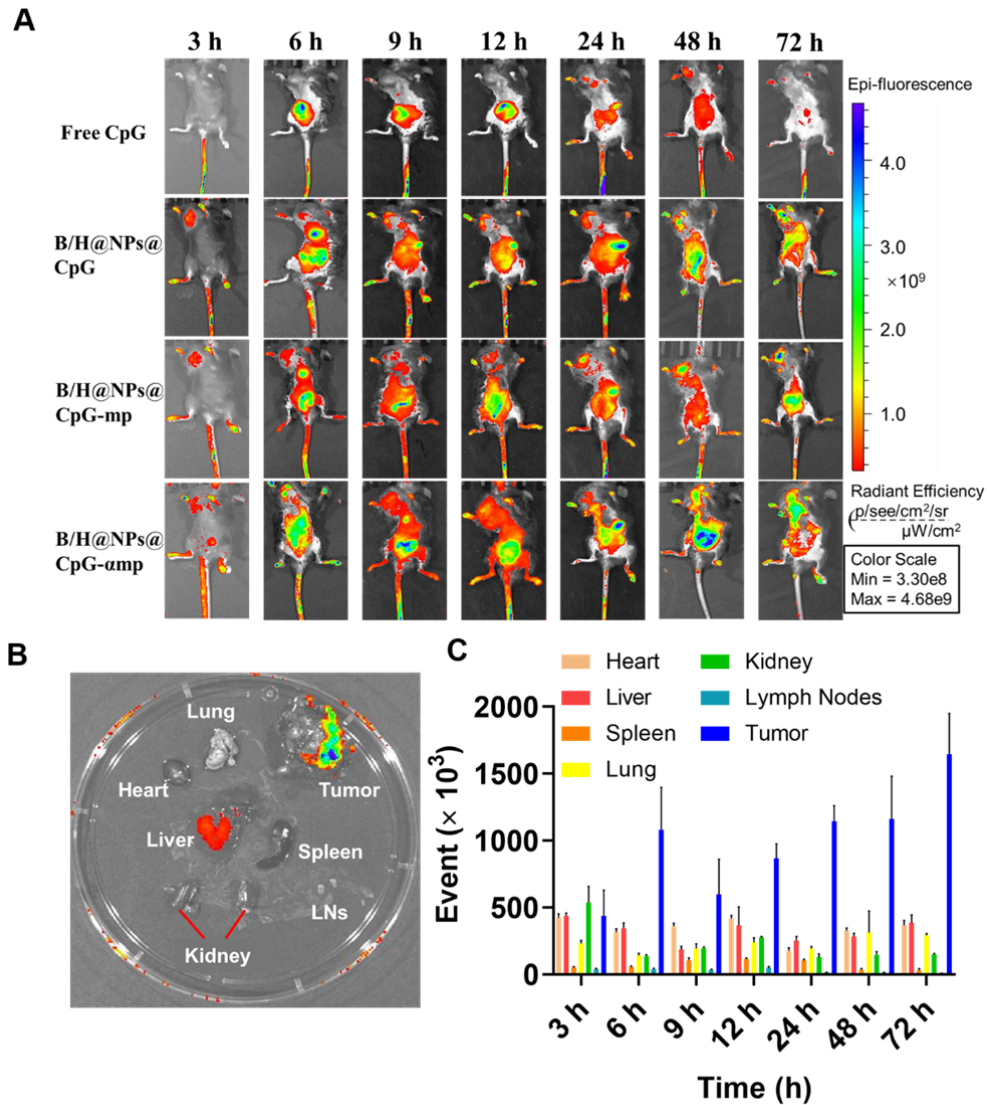 A
3 h 6 h 9 h 12 h 24 h 48 h 72 h
Free CpG
B/H@NPs@
CpG
B/H@NPs@
CpG-mp
B/H@NPs@
CpG-αmp
Epi-fluorescence
4.0
3.0
×10⁹
2.0
1.0
Radiant Efficiency
(p/see/cm²/sr
µW/cm²
Color Scale
Min = 3.30e8
Max = 4.68e9
B
Lung
Heart
Tumor
Liver
Spleen
LNs
Kidney
C
Heart
Liver
Spleen
Lung
Kidney
Lymph Nodes
Tumor
Event (× 10³)
2000
1500
1000
500
0
3 h 6 h 9 h 12 h 24 h 48 h 72 h
Time (h)